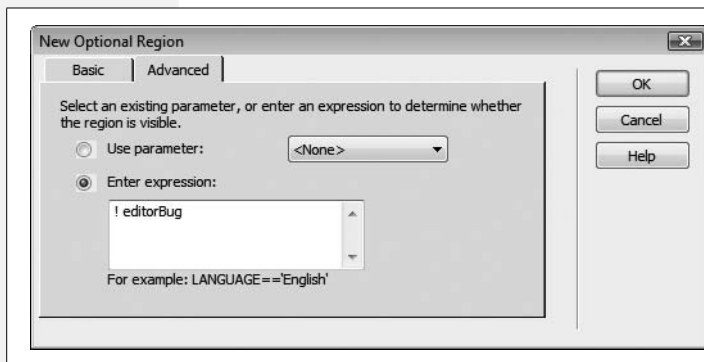 New Optional Region
Basic
Advanced
Select an existing parameter, or enter an expression to determine whether
the region is visible.
Use parameter:
<None>
Enter expression:
! editorBug
For example: LANGUAGE=='English'
OK
Cancel
Help